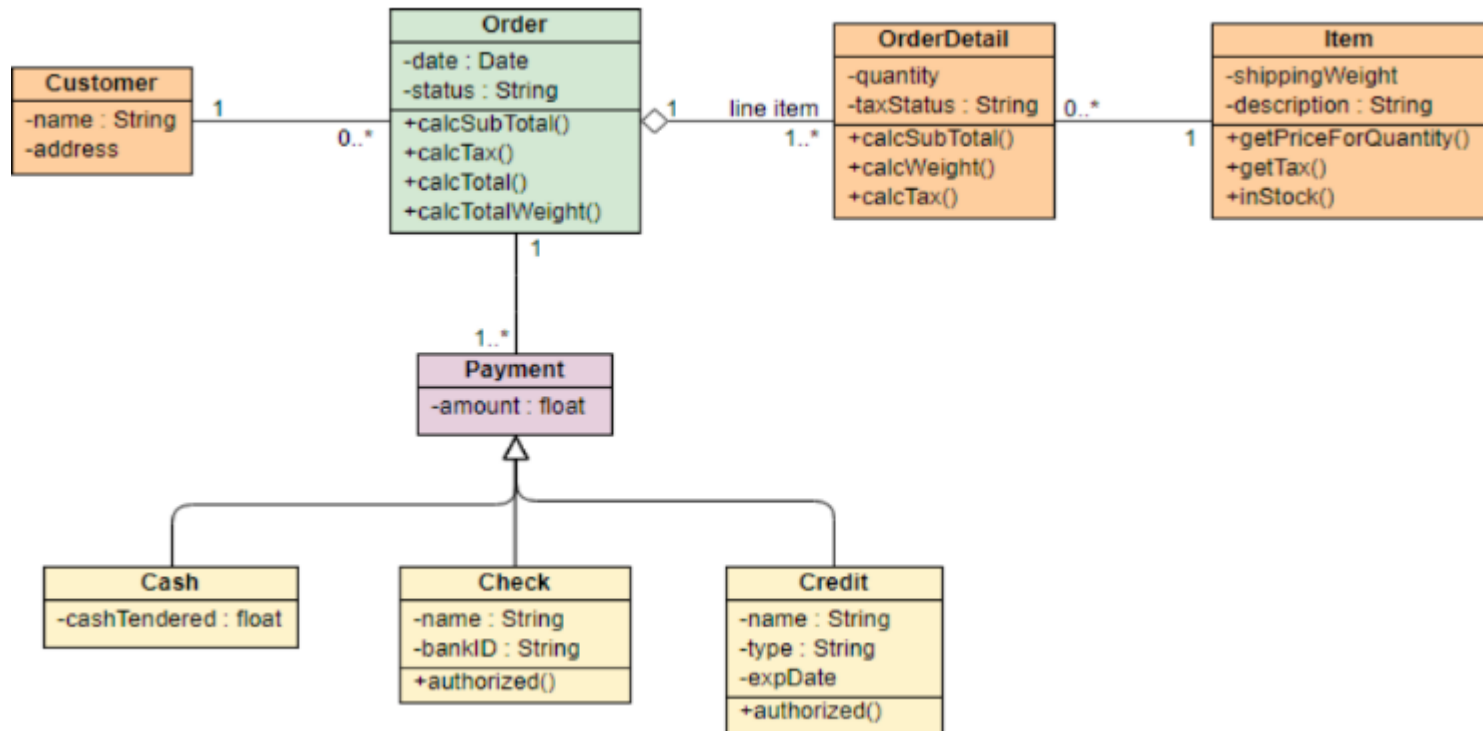 Order
-date : Date
-status : String
+calcSubTotal()
+calcTax()
+calcTotal()
+calcTotalWeight()
Customer
-name : String
-address
1
0..*
1
line item
1..*
OrderDetail
-quantity
-taxStatus : String
+calcSubTotal()
+calcWeight()
+calcTax()
0..*
1
Item
-shippingWeight
-description : String
+getPriceForQuantity()
+getTax()
+inStock()
1
1..*
Payment
-amount : float
Cash
-cashTendered : float
Check
-name : String
-bankID : String
+authorized()
Credit
-name : String
-type : String
-expDate
+authorized()